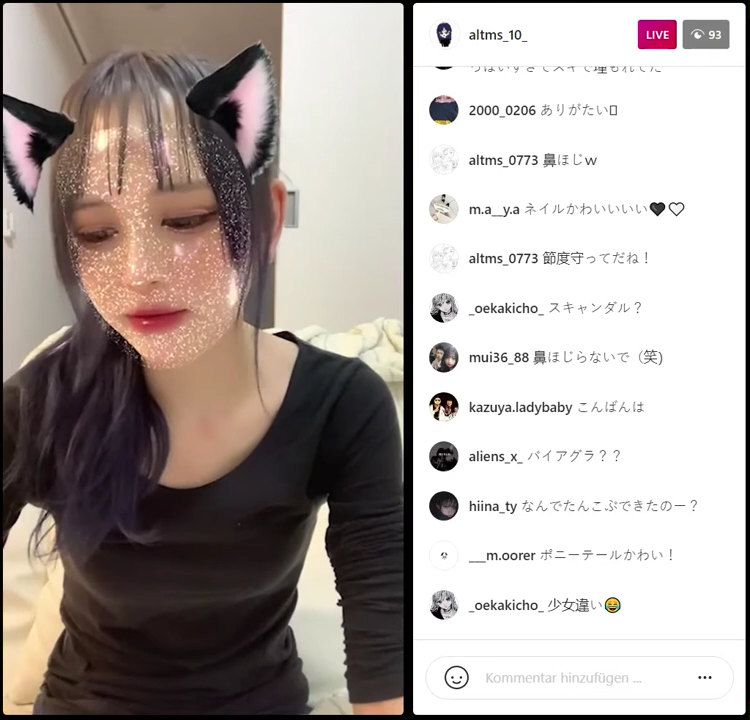 altms_10_
LIVE
93
2000_0206 ありがたい
altms_0773 鼻ほじw
m.a__y.a ネイルかわいいいい🖤🤍
altms_0773 節度守ってだね！
_oekakicho_ スキャンダル？
mui36_88 鼻ほじらないで（笑)
kazuya.ladybaby こんばんは
aliens_x_ バイアグラ？？
hiina_ty なんでたんこぶできたのー？
___m.oorer ポニーテールかわい！
_oekakicho_ 少女違い😂
Kommentar hinzufügen ...